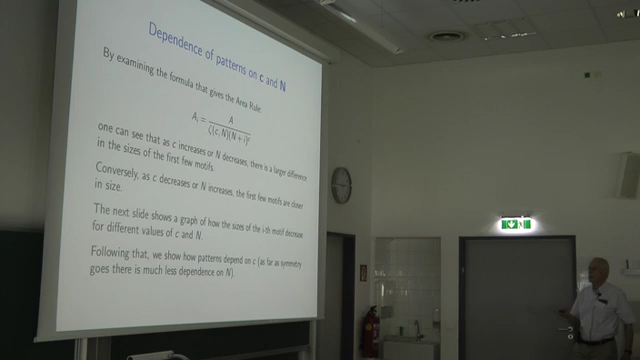 Dependence of patterns on c and N
By examining the formula that gives the Area Rule:
A_i = A / ζ(c, N)(N + i)^c
one can see that as c increases or N decreases, there is a larger difference
in the sizes of the first few motifs.
Conversely, as c decreases or N increases, the first few motifs are closer
in size.
The next slide shows a graph of how the sizes of the i-th motif decrease
for different values of c and N.
Following that, we show how patterns depend on c (as far as symmetry
goes there is much less dependence on N).